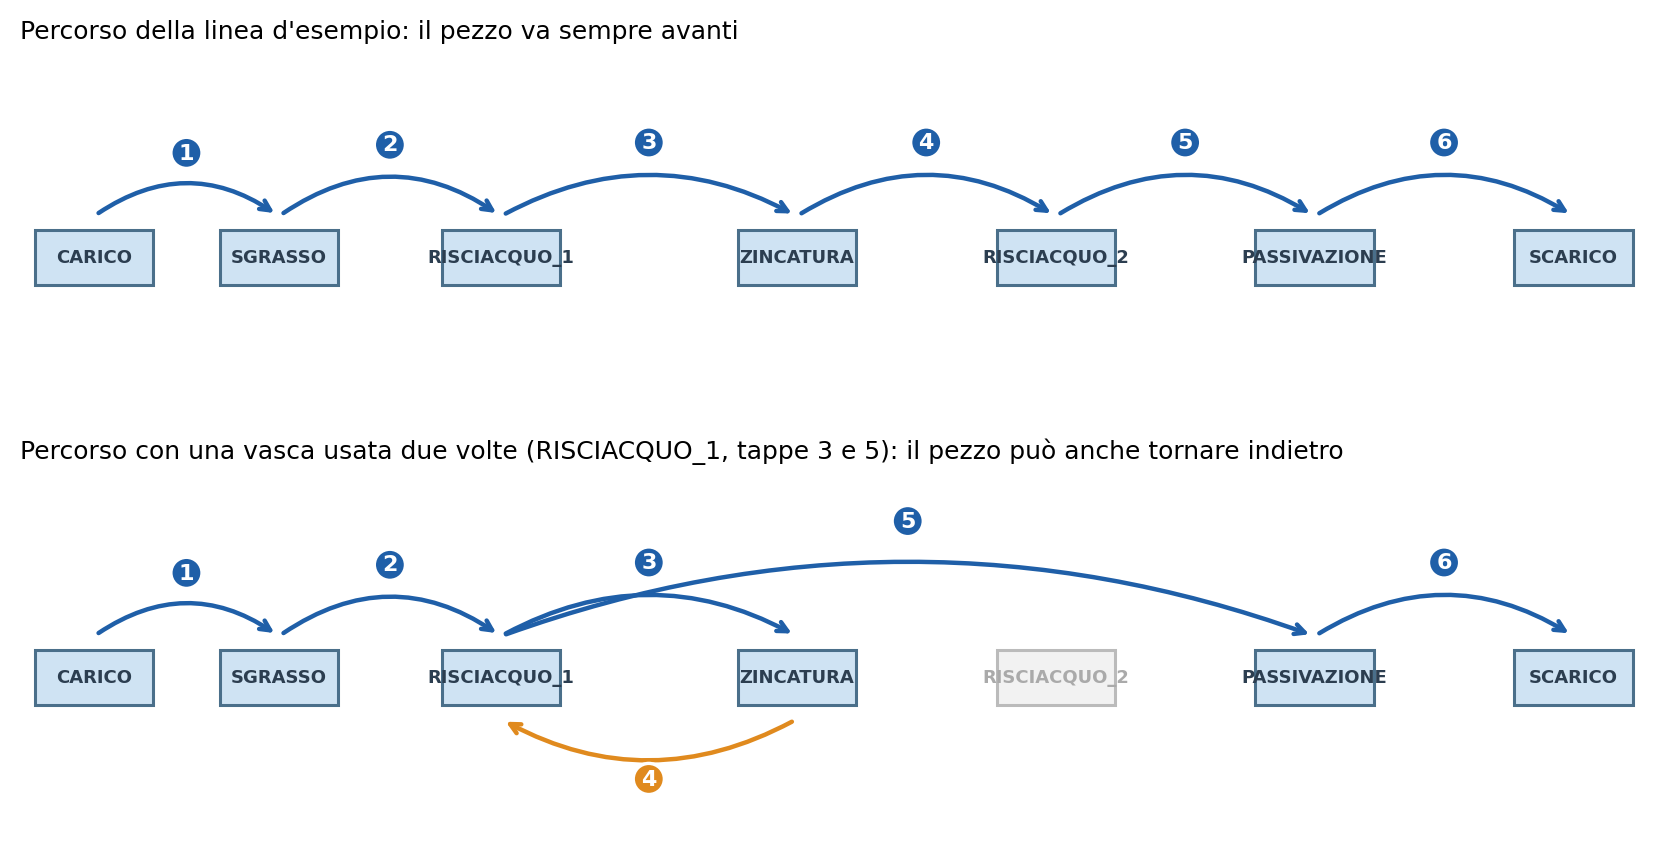 Percorso della linea d'esempio: il pezzo va sempre avanti
1 2 3 4 5 6
CARICO SGRASSO RISCIACQUO_1 ZINCATURA RISCIACQUO_2 PASSIVAZIONE SCARICO
Percorso con una vasca usata due volte (RISCIACQUO_1, tappe 3 e 5): il pezzo può anche tornare indietro
5
1 2 3 6
CARICO SGRASSO RISCIACQUO_1 ZINCATURA RISCIACQUO_2 PASSIVAZIONE SCARICO
4